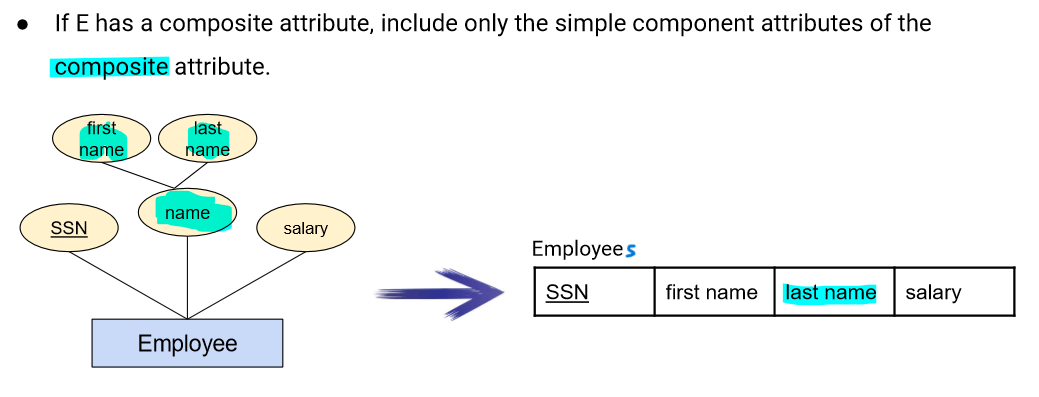 ● If E has a composite attribute, include only the simple component attributes of the
composite attribute.
first
name
last
name
name
SSN
salary
Employee
Employees
SSN
first name
last name
salary